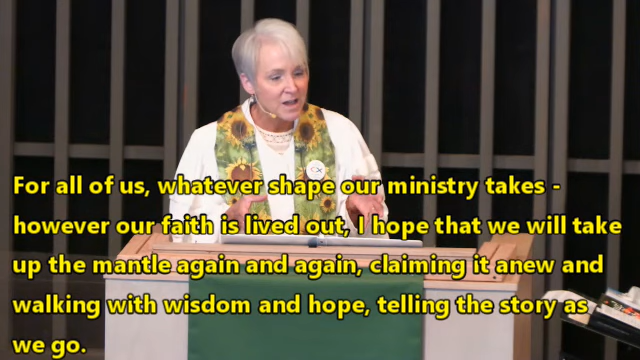 For all of us, whatever shape our ministry takes -
however our faith is lived out, I hope that we will take
up the mantle again and again, claiming it anew and
walking with wisdom and hope, telling the story as
we go.